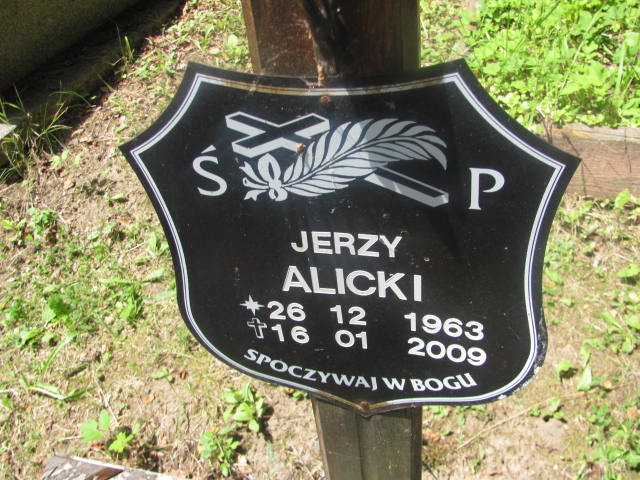 Ś P
JERZY
ALICKI
26 12 1963
16 01 2009
SPOCZYWAJ W BOGU